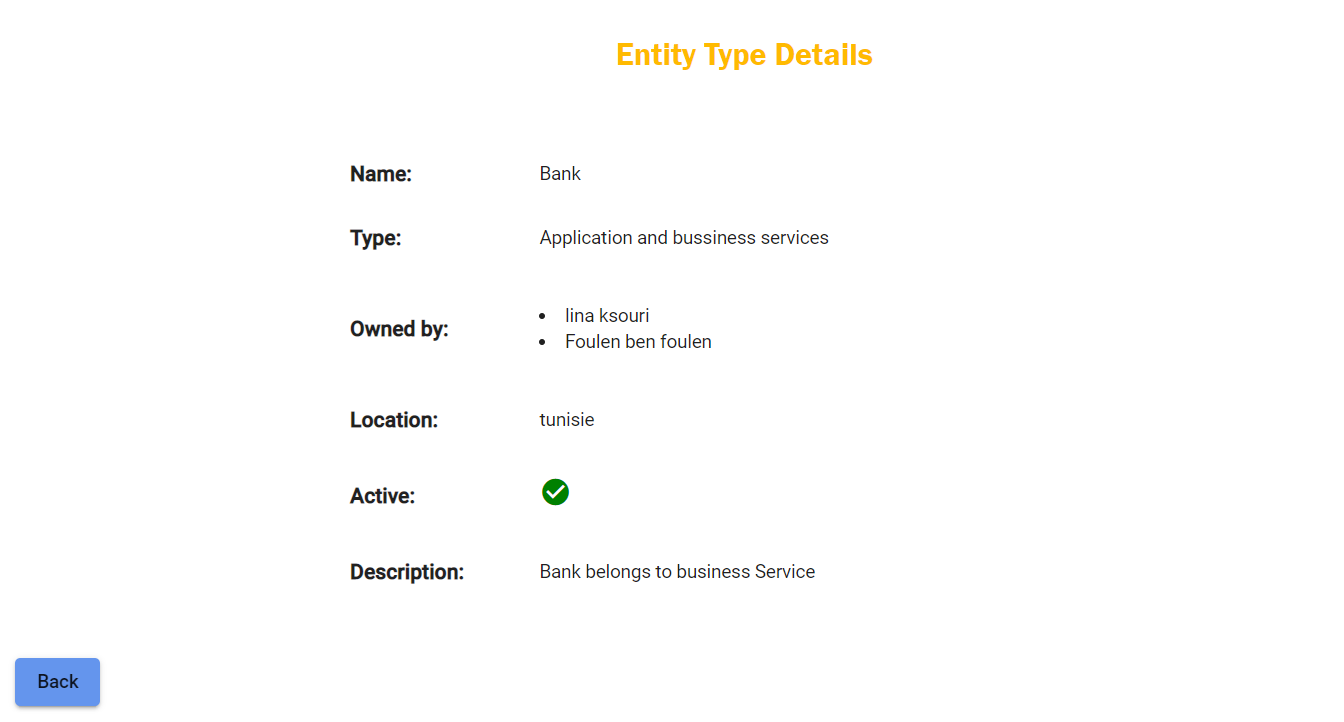 Entity Type Details
Name: Bank
Type: Application and bussiness services
Owned by:
• lina ksouri
• Foulen ben foulen
Location: tunisie
Active:
Description: Bank belongs to business Service
Back